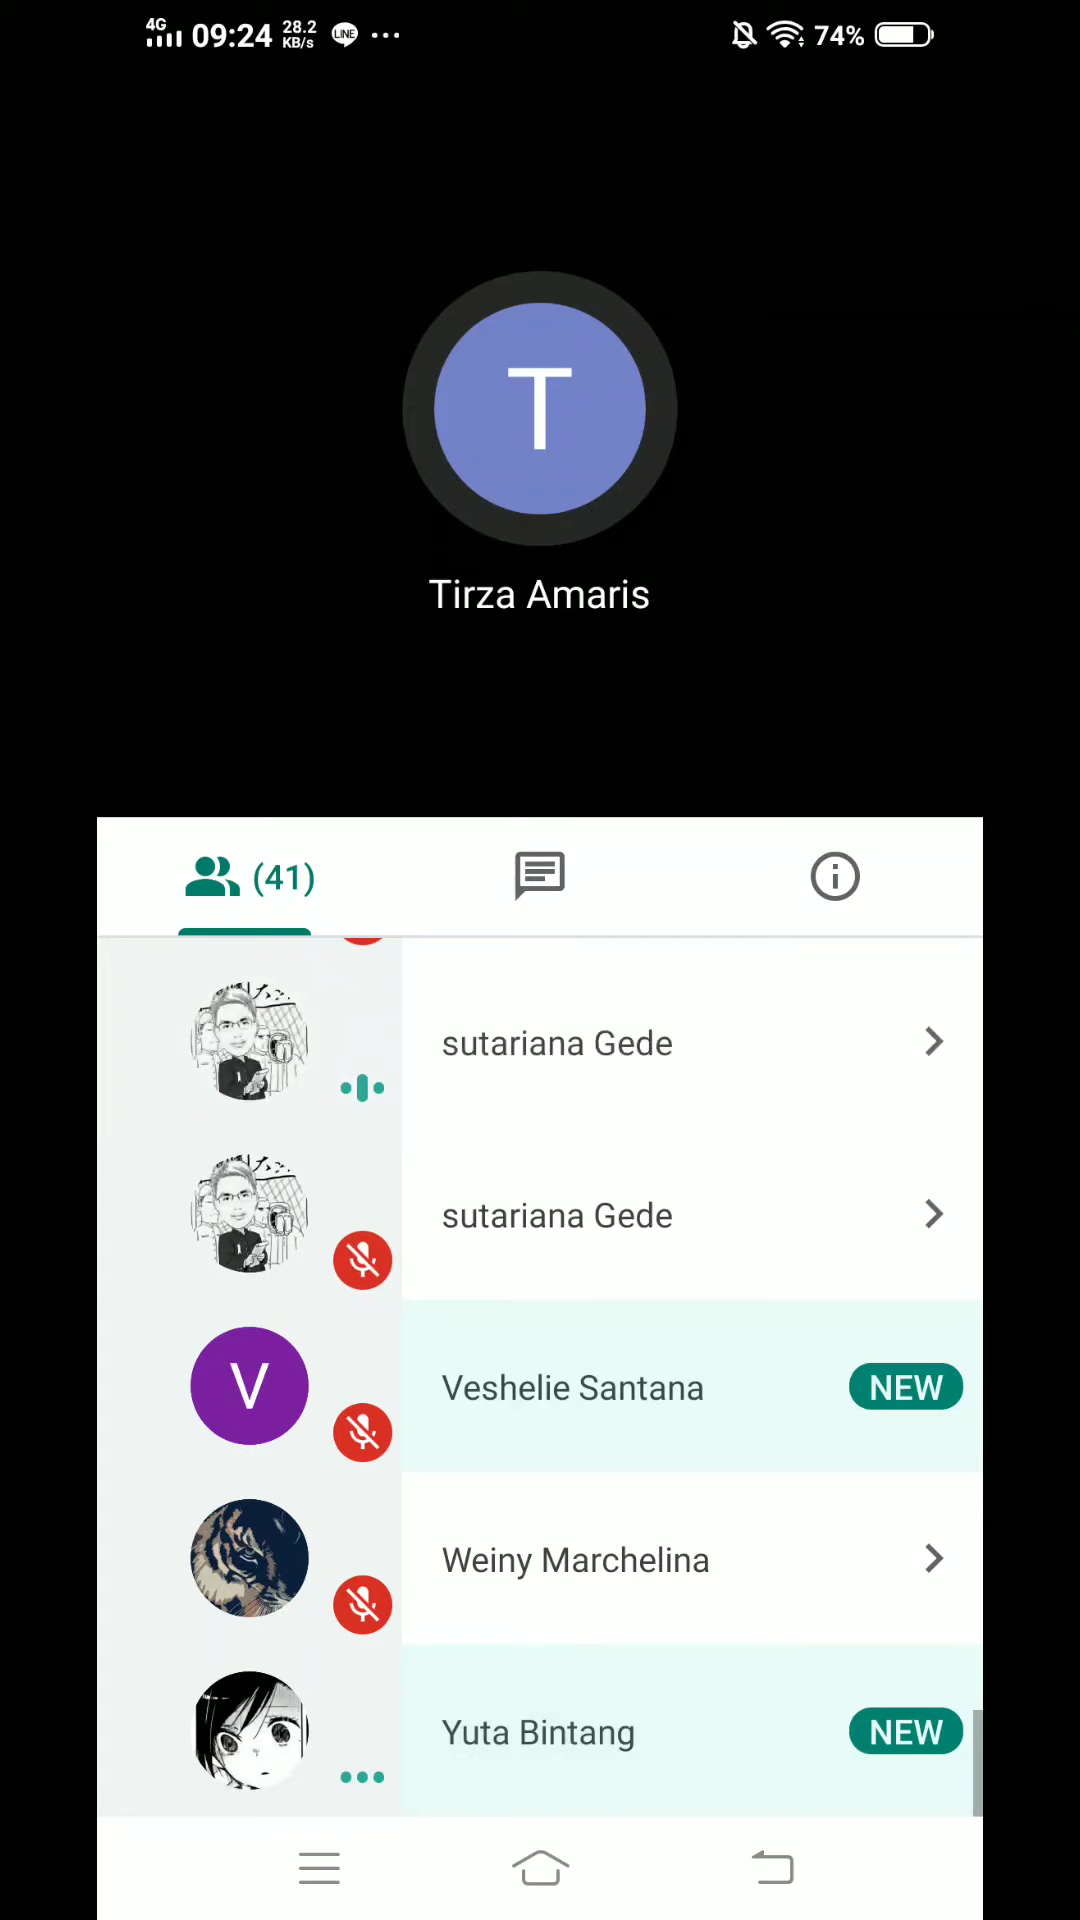 4G 09:24 28.2 KB/s LINE ... 74%
T
Tirza Amaris
(41)
sutariana Gede
sutariana Gede
V Veshelie Santana NEW
Weiny Marchelina
Yuta Bintang NEW